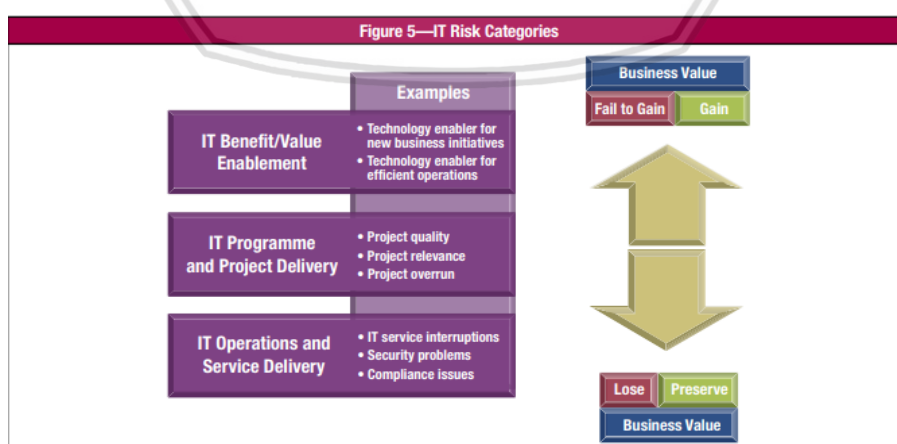 Figure 5—IT Risk Categories
Examples
IT Benefit/Value
Enablement
• Technology enabler for
new business initiatives
• Technology enabler for
efficient operations
IT Programme
and Project Delivery
• Project quality
• Project relevance
• Project overrun
IT Operations and
Service Delivery
• IT service interruptions
• Security problems
• Compliance issues
Business Value
Fail to Gain
Gain
Lose
Preserve
Business Value